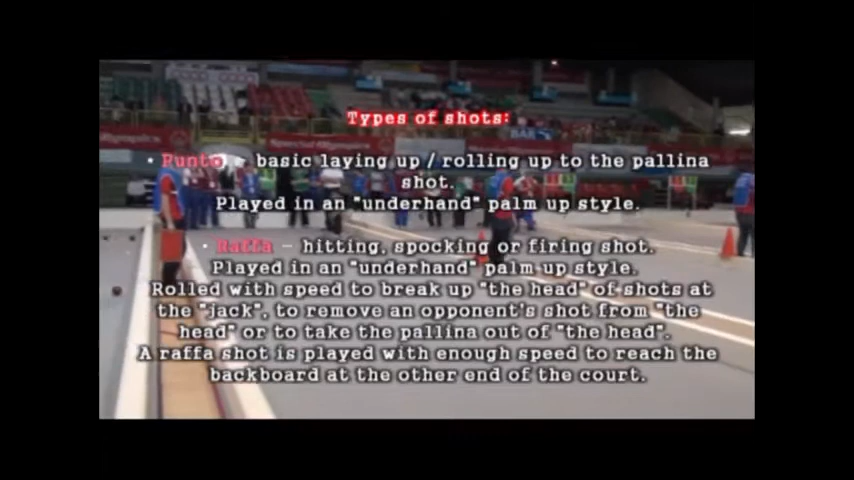 Types of shots:
• Punto – basic laying up / rolling up to the pallina
shot.
Played in an "underhand" palm up style.
• Raffa – hitting, spocking or firing shot.
Played in an "underhand" palm up style.
Rolled with speed to break up "the head" of shots at
the "jack", to remove an opponent's shot from "the
head" or to take the pallina out of "the head".
A raffa shot is played with enough speed to reach the
backboard at the other end of the court.